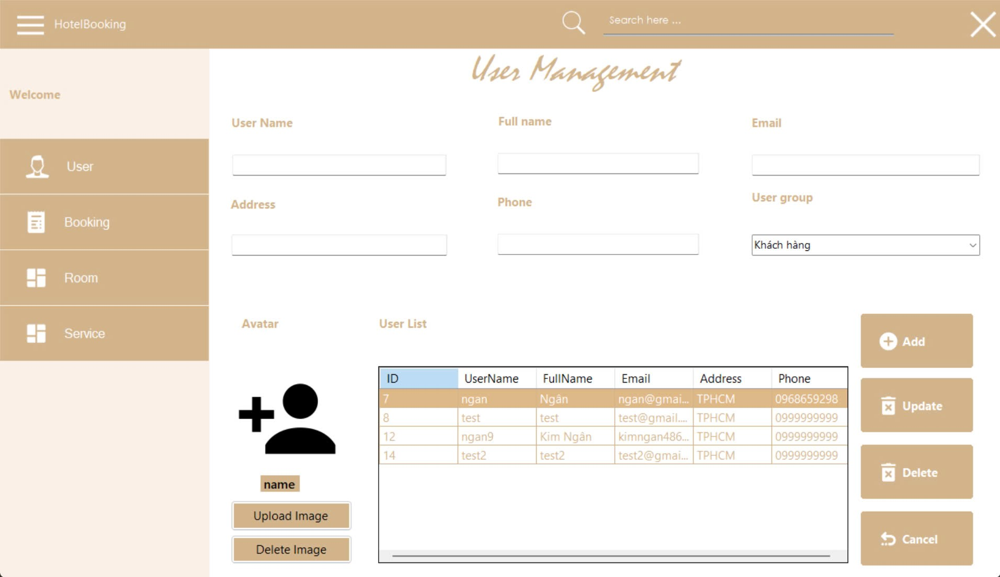 HotelBooking
Search here ...
User Management
Welcome
User Name
Full name
Email
User
Address
Phone
User group
Booking
Khách hàng
Room
Service
Avatar
User List
Add
ID UserName FullName Email Address Phone
7 ngan Ngân ngan@gmai... TPHCM 0968659298
Update
8 test test test@gmail.... TPHCM 0999999999
12 ngan9 Kim Ngân kimngan486... TPHCM 0999999999
14 test2 test2 test2@gmai... TPHCM 0999999999
Delete
name
Upload Image
Cancel
Delete Image